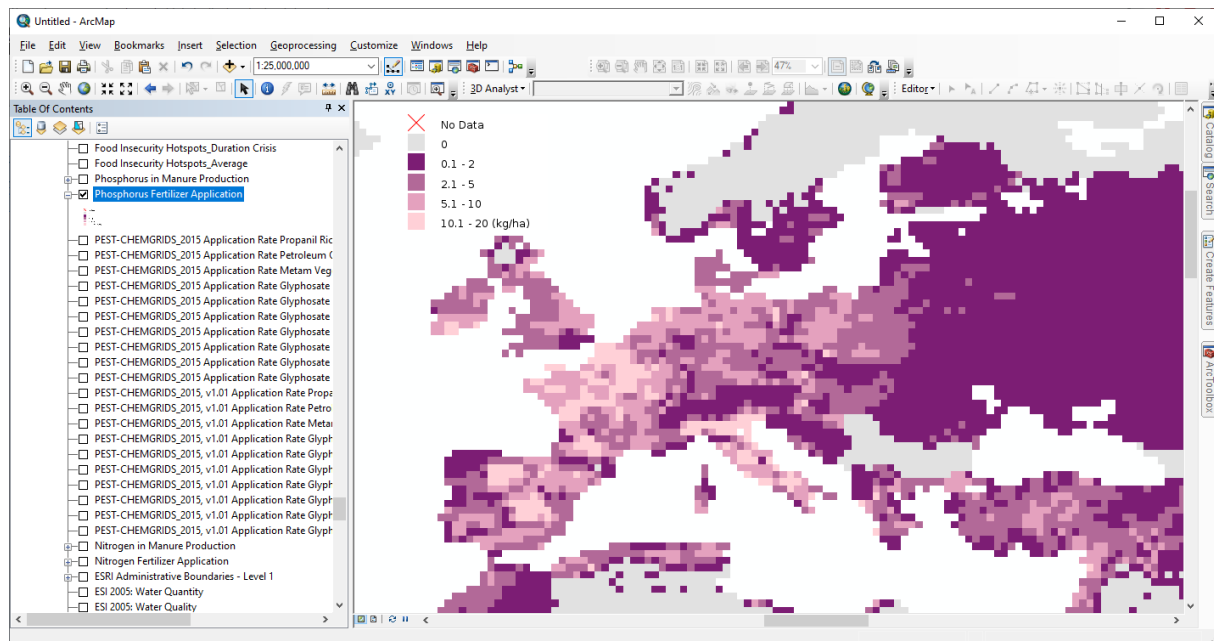 Untitled - ArcMap
File Edit View Bookmarks Insert Selection Geoprocessing Customize Windows Help
1:25,000,000
47%
3D Analyst
Editor
Table Of Contents
Food Insecurity Hotspots_Duration Crisis
Food Insecurity Hotspots_Average
Phosphorus in Manure Production
Phosphorus Fertilizer Application
PEST-CHEMGRIDS_2015 Application Rate Propanil Ric
PEST-CHEMGRIDS_2015 Application Rate Petroleum
PEST-CHEMGRIDS_2015 Application Rate Metam Veg
PEST-CHEMGRIDS_2015 Application Rate Glyphosate
PEST-CHEMGRIDS_2015 Application Rate Glyphosate
PEST-CHEMGRIDS_2015 Application Rate Glyphosate
PEST-CHEMGRIDS_2015 Application Rate Glyphosate
PEST-CHEMGRIDS_2015 Application Rate Glyphosate
PEST-CHEMGRIDS_2015 Application Rate Glyphosate
PEST-CHEMGRIDS_2015 Application Rate Glyphosate
PEST-CHEMGRIDS_2015, v1.01 Application Rate Propa
PEST-CHEMGRIDS_2015, v1.01 Application Rate Petro
PEST-CHEMGRIDS_2015, v1.01 Application Rate Metar
PEST-CHEMGRIDS_2015, v1.01 Application Rate Glyph
PEST-CHEMGRIDS_2015, v1.01 Application Rate Glyph
PEST-CHEMGRIDS_2015, v1.01 Application Rate Glyph
PEST-CHEMGRIDS_2015, v1.01 Application Rate Glyph
PEST-CHEMGRIDS_2015, v1.01 Application Rate Glyph
PEST-CHEMGRIDS_2015, v1.01 Application Rate Glyph
Nitrogen in Manure Production
Nitrogen Fertilizer Application
ESRI Administrative Boundaries - Level 1
ESI 2005: Water Quantity
ESI 2005: Water Quality
No Data
0
0.1 - 2
2.1 - 5
5.1 - 10
10.1 - 20 (kg/ha)
Catalog
Search
Create Features
ArcToolbox